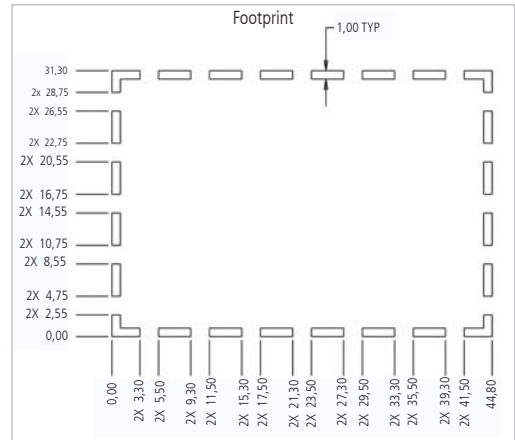 Footprint
1,00 TYP
31,30
2x 28,75
2X 26,55
2X 22,75
2X 20,55
2X 16,75
2X 14,55
2X 10,75
2X 8,55
2X 4,75
2X 2,55
0,00
0,00
2X 3,30
2X 5,50
2X 9,30
2X 11,50
2X 15,30
2X 17,50
2X 21,30
2X 23,50
2X 27,30
2X 29,50
2X 33,30
2X 35,50
2X 39,30
2X 41,50
44,80